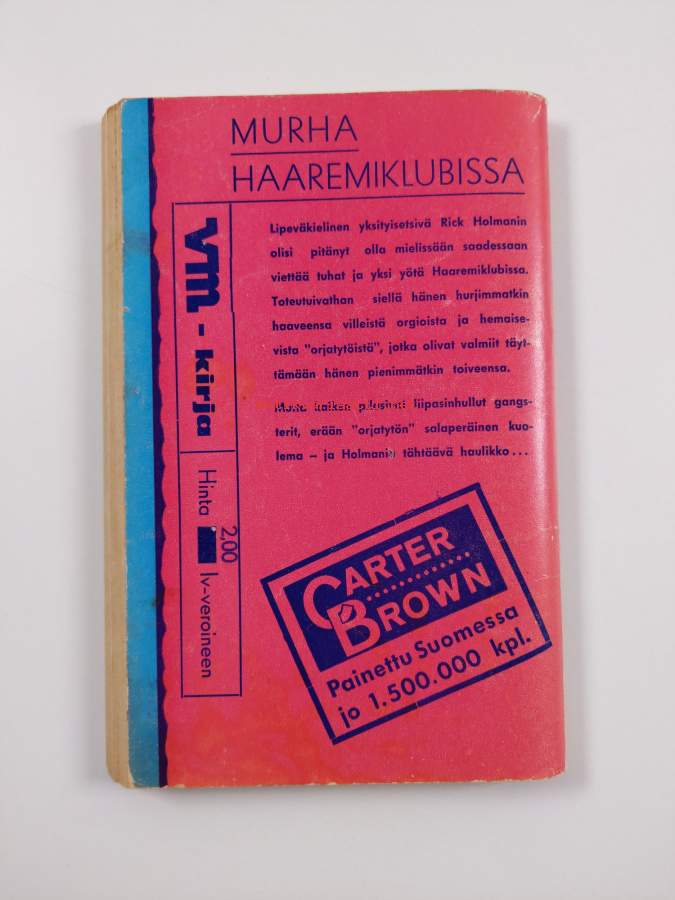 MURHA
HAAREMIKLUBISSA
Lipeväkielinen yksityisetsivä Rick Holmanin
olisi pitänyt olla mielissään saadessaan
viettää tuhat ja yksi yötä Haaremiklubissa.
Toteutuivathan siellä hänen hurjimmatkin
haaveensa villeistä orgioista ja hemaise-
vista "orjatytöistä", jotka olivat valmiit täyt-
tämään hänen pienimmätkin toiveensa.
Mutta kaiken pilasivat liipasinhullut gangs-
terit, erään "orjatytön" salaperäinen kuo-
lema – ja Holmaniin tähtäävä haulikko...
vm - kirja
Hinta 2,00 lv-veroineen
CARTER
BROWN
Painettu Suomessa
jo 1.500.000 kpl.